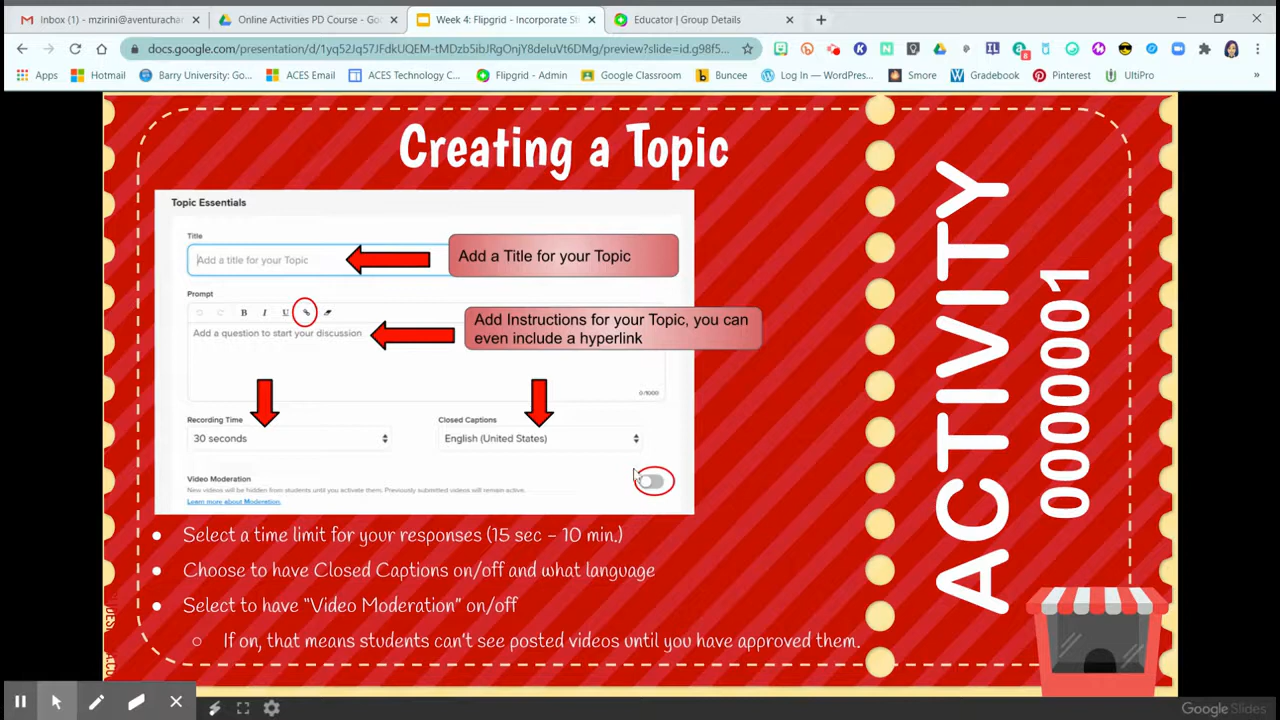 Inbox (1) - mzirini@aventurachar
Online Activities PD Course - Goo
Week 4: Flipgrid - Incorporate St
Educator | Group Details
docs.google.com/presentation/d/1yq52Jq57JFdkUQEM-tMDzb5ibJRgOnjY8deluVt6DMg/preview?slide=id.g98f5...
Apps
Hotmail
Barry University: Go...
ACES Email
ACES Technology C...
Flipgrid - Admin
Google Classroom
Buncee
Log In — WordPres...
Smore
Gradebook
Pinterest
UltiPro
Creating a Topic
Topic Essentials
Title
Add a title for your Topic
Add a Title for your Topic
Prompt
B I U
Add a question to start your discussion
Add Instructions for your Topic, you can
even include a hyperlink
0/1000
Recording Time
Closed Captions
30 seconds
English (United States)
Video Moderation
New videos will be hidden from students until you activate them. Previously submitted videos will remain active.
Learn more about Moderation.
• Select a time limit for your responses (15 sec - 10 min.)
• Choose to have Closed Captions on/off and what language
• Select to have "Video Moderation" on/off
○ If on, that means students can't see posted videos until you have approved them.
ACTIVITY
0000001
Google Slides